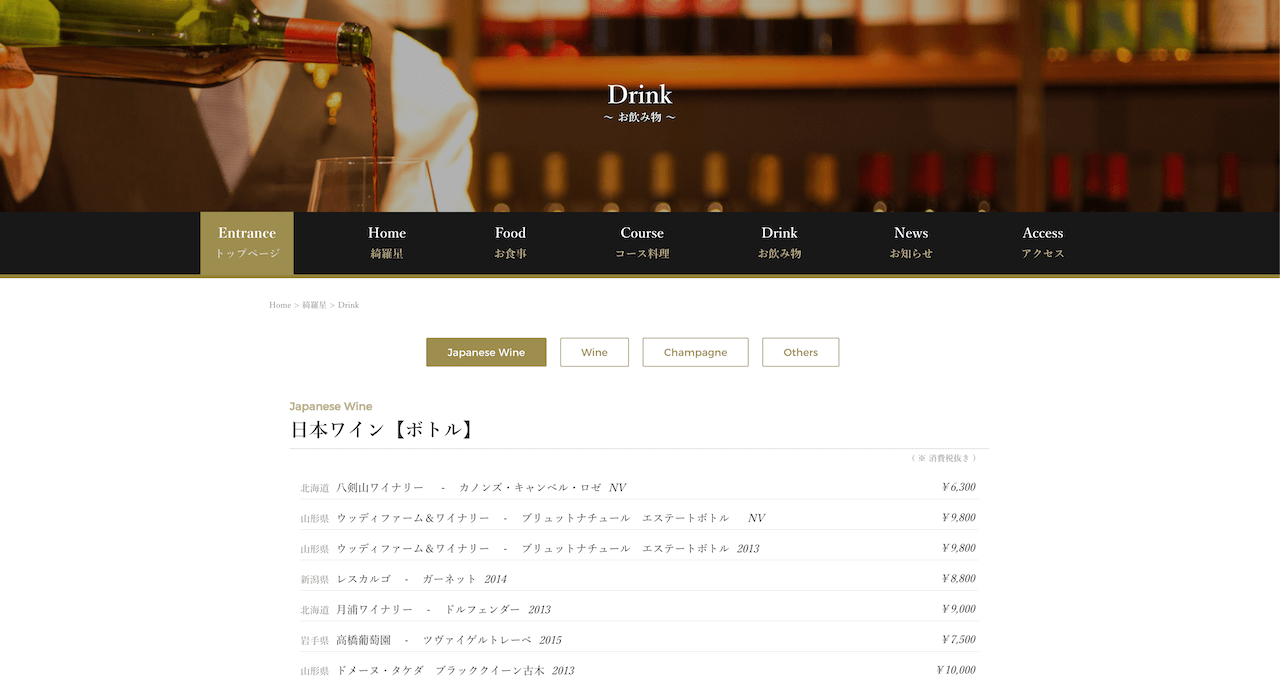 Drink
～ お飲み物 ～
Entrance Home Food Course Drink News Access
トップページ 綺羅星 お食事 コース料理 お飲み物 お知らせ アクセス
Home > 綺羅星 > Drink
Japanese Wine Wine Champagne Others
Japanese Wine
日本ワイン【ボトル】
( ※ 消費税抜き )
北海道 八剣山ワイナリー - カノンズ・キャンベル・ロゼ NV ¥6,300
山形県 ウッディファーム＆ワイナリー - ブリュットナチュール エステートボトル NV ¥9,800
山形県 ウッディファーム＆ワイナリー - ブリュットナチュール エステートボトル 2013 ¥9,800
新潟県 レスカルゴ - ガーネット 2014 ¥8,800
北海道 月浦ワイナリー - ドルフェンダー 2013 ¥9,000
岩手県 高橋葡萄園 - ツヴァイゲルトレーベ 2015 ¥7,500
山形県 ドメーヌ・タケダ ブラッククイーン古木 2013 ¥10,000